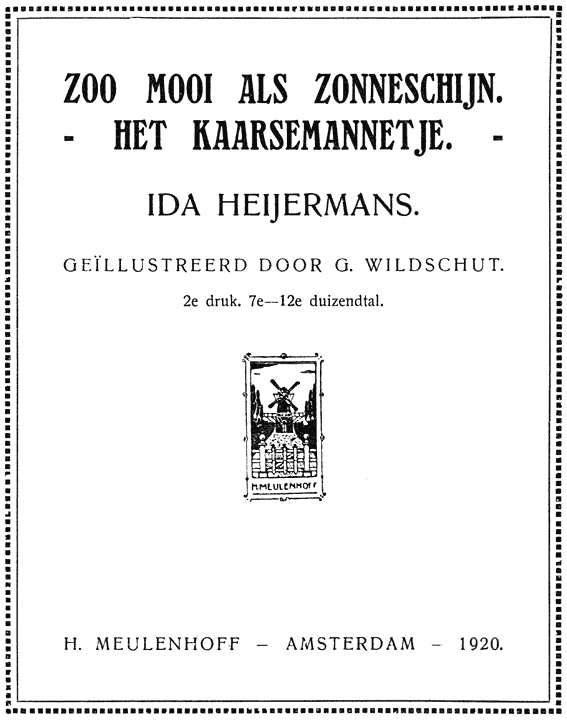 ZOO MOOI ALS ZONNESCHIJN.
- HET KAARSEMANNETJE. -
IDA HEIJERMANS.
GEÏLLUSTREERD DOOR G. WILDSCHUT.
2e druk. 7e—12e duizendtal.
H. MEULENHOFF
H. MEULENHOFF – AMSTERDAM – 1920.